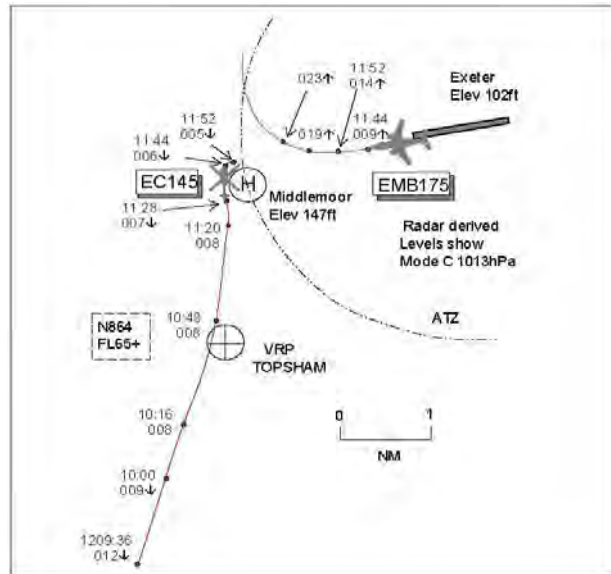 023↑
11:52
014↑
Exeter
Elev 102ft
11:52
005↓
11:44
006↓
019↑
11:44
009↑
EC145
H
EMB175
Middlemoor
Elev 147ft
11:28
007↓
Radar derived
Levels show
Mode C 1013hPa
11:20
008
10:48
008
ATZ
N864
FL65+
VRP
TOPSHAM
10:16
008
0
1
NM
10:00
009↓
1209:36
012↓